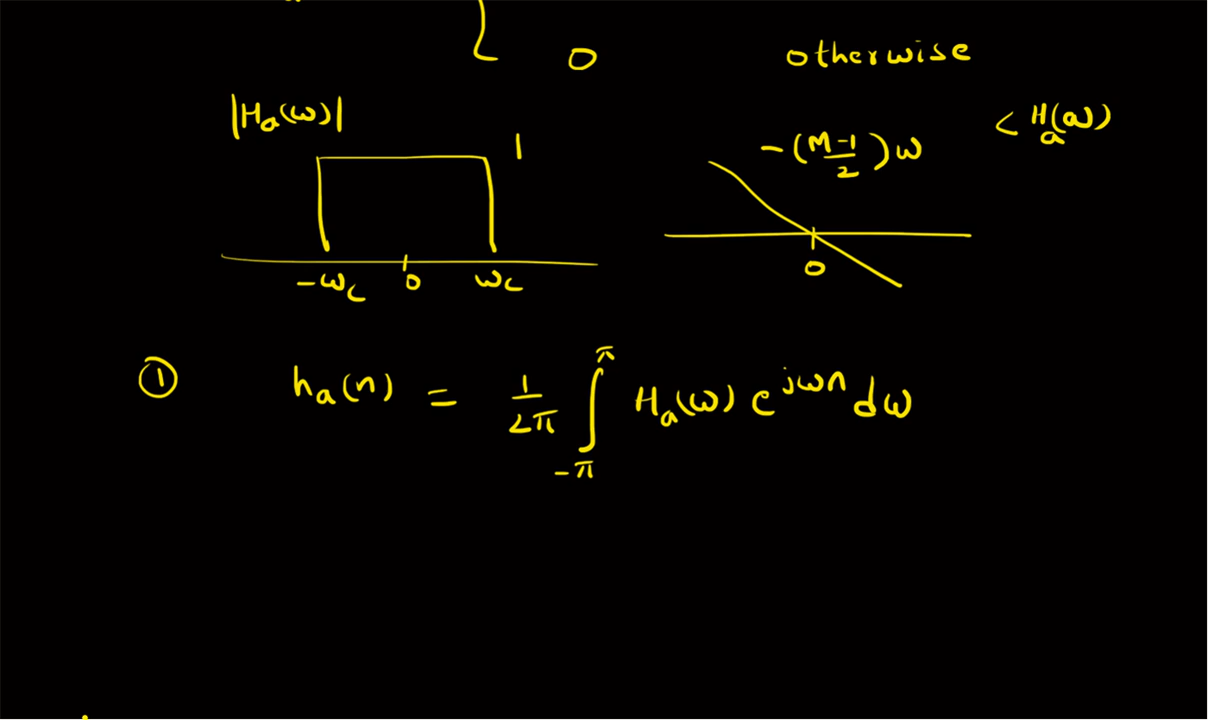 0 otherwise
|Ha(ω)|
1
-ωc 0 ωc
-(M-1/2)ω
< Ha(ω)
0
① ha(n) = 1/2π ∫_{-π}^{π} Ha(ω) e^{jωn} dω